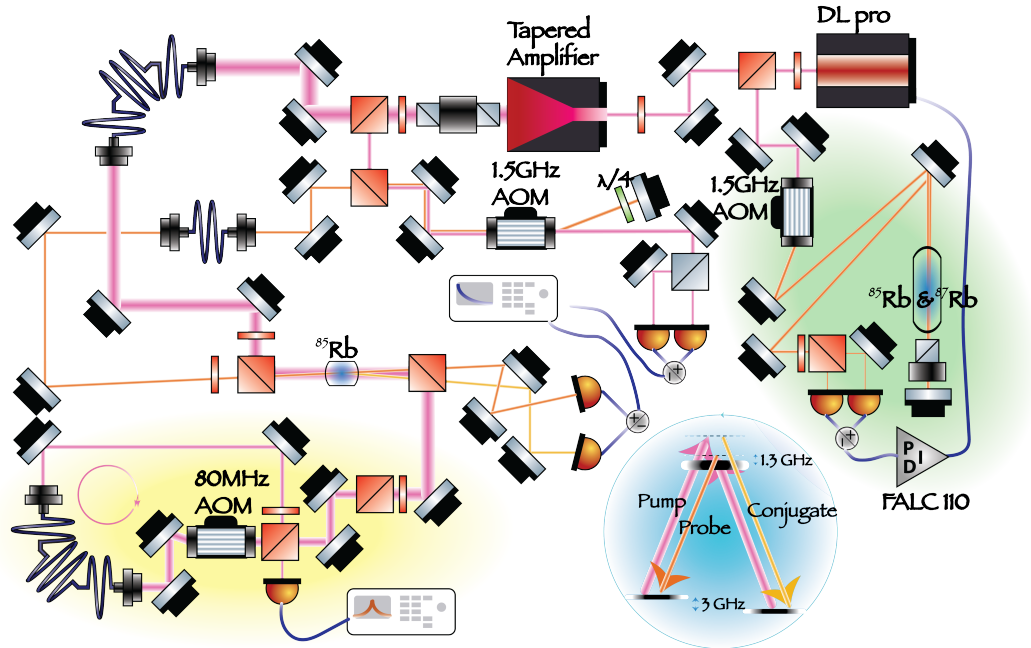 DL pro
Tapered
Amplifier
1.5GHz
AOM
λ/4
1.5GHz
AOM
⁸⁵Rb & ⁸⁷Rb
⁸⁵Rb
+
-
+
-
+
-
P
I
D
FALC 110
80MHz
AOM
1.3 GHz
Pump
Probe
Conjugate
3 GHz